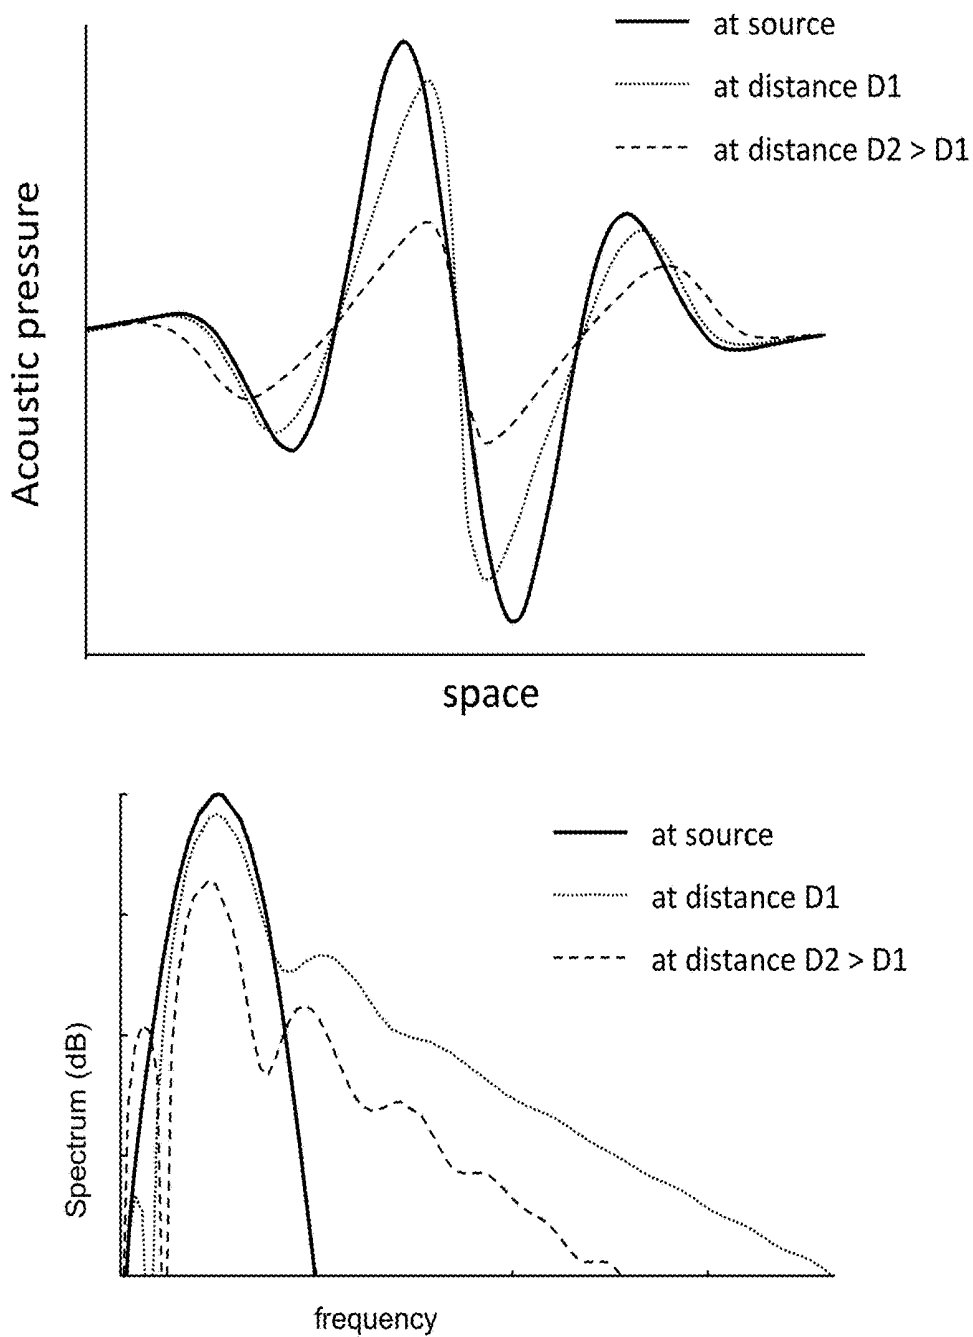 at source
at distance D1
at distance D2 > D1
Acoustic pressure
space
at source
at distance D1
at distance D2 > D1
Spectrum (dB)
frequency